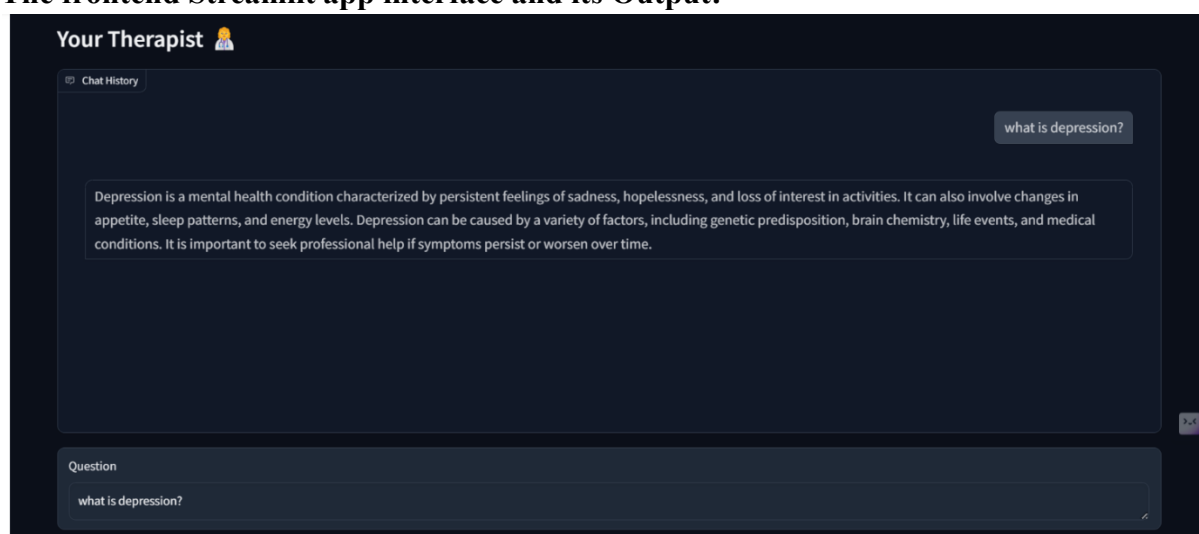 The frontend Streamlit app interface and its Output:
Your Therapist 🧑‍⚕️
Chat History
what is depression?
Depression is a mental health condition characterized by persistent feelings of sadness, hopelessness, and loss of interest in activities. It can also involve changes in
appetite, sleep patterns, and energy levels. Depression can be caused by a variety of factors, including genetic predisposition, brain chemistry, life events, and medical
conditions. It is important to seek professional help if symptoms persist or worsen over time.
Question
what is depression?